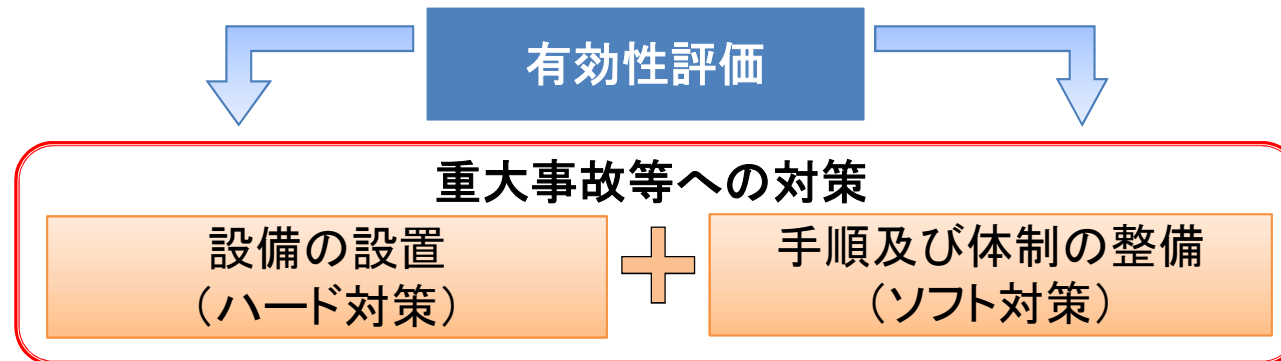 有効性評価
重大事故等への対策
設備の設置
（ハード対策）
手順及び体制の整備
（ソフト対策）